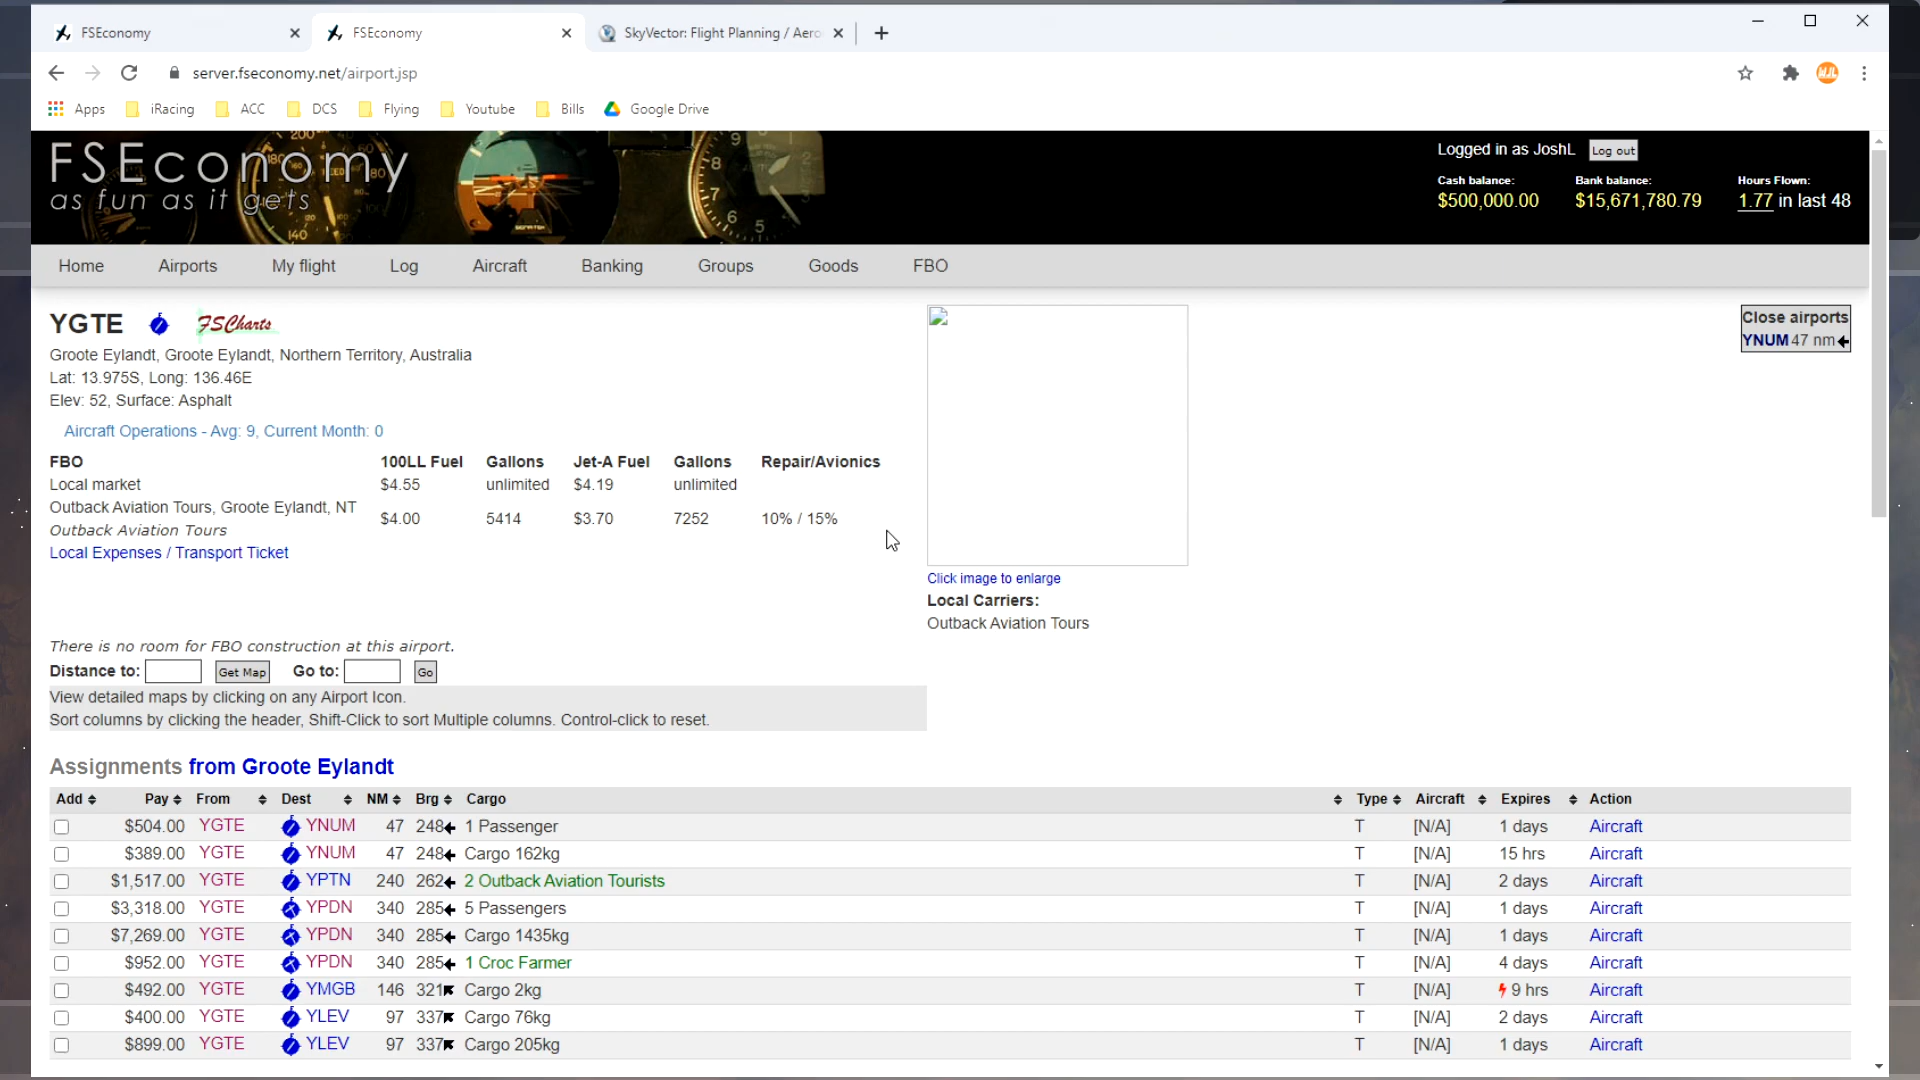 FSEconomy
FSEconomy
SkyVector: Flight Planning / Aero
server.fseconomy.net/airport.jsp
Apps iRacing ACC DCS Flying Youtube Bills Google Drive
FSEconomy
as fun as it gets
Logged in as JoshL Log out
Cash balance: Bank balance: Hours Flown:
$500,000.00 $15,671,780.79 1.77 in last 48
Home Airports My flight Log Aircraft Banking Groups Goods FBO
YGTE FSCharts
Close airports
YNUM 47 nm
Groote Eylandt, Groote Eylandt, Northern Territory, Australia
Lat: 13.975S, Long: 136.46E
Elev: 52, Surface: Asphalt
Aircraft Operations - Avg: 9, Current Month: 0
FBO 100LL Fuel Gallons Jet-A Fuel Gallons Repair/Avionics
Local market $4.55 unlimited $4.19 unlimited
Outback Aviation Tours, Groote Eylandt, NT
Outback Aviation Tours $4.00 5414 $3.70 7252 10% / 15%
Local Expenses / Transport Ticket
Click image to enlarge
Local Carriers:
Outback Aviation Tours
There is no room for FBO construction at this airport.
Distance to: Get Map Go to: Go
View detailed maps by clicking on any Airport Icon.
Sort columns by clicking the header, Shift-Click to sort Multiple columns. Control-click to reset.
Assignments from Groote Eylandt
Add Pay From Dest NM Brg Cargo Type Aircraft Expires Action
$504.00 YGTE YNUM 47 248 1 Passenger T [N/A] 1 days Aircraft
$389.00 YGTE YNUM 47 248 Cargo 162kg T [N/A] 15 hrs Aircraft
$1,517.00 YGTE YPTN 240 262 2 Outback Aviation Tourists T [N/A] 2 days Aircraft
$3,318.00 YGTE YPDN 340 285 5 Passengers T [N/A] 1 days Aircraft
$7,269.00 YGTE YPDN 340 285 Cargo 1435kg T [N/A] 1 days Aircraft
$952.00 YGTE YPDN 340 285 1 Croc Farmer T [N/A] 4 days Aircraft
$492.00 YGTE YMGB 146 321 Cargo 2kg T [N/A] 9 hrs Aircraft
$400.00 YGTE YLEV 97 337 Cargo 76kg T [N/A] 2 days Aircraft
$899.00 YGTE YLEV 97 337 Cargo 205kg T [N/A] 1 days Aircraft